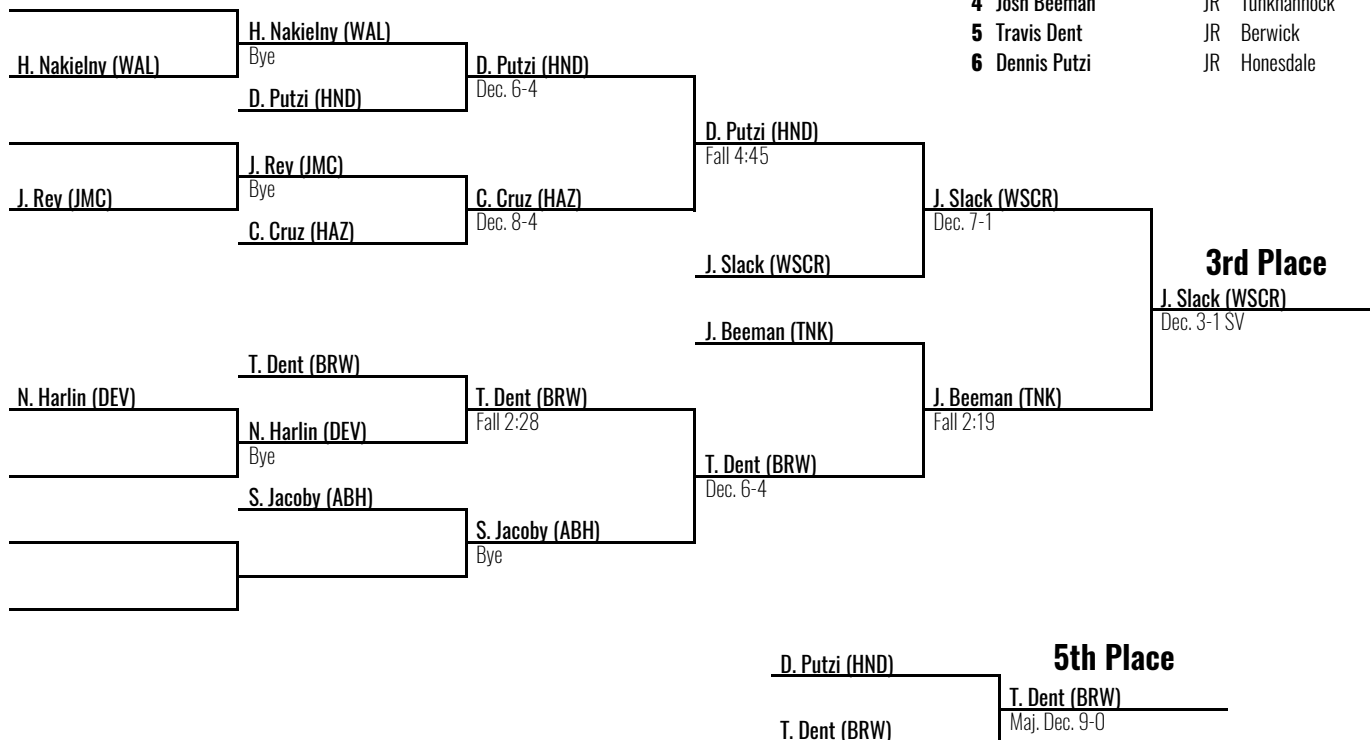 4 Josh Beeman JR Tunkhannock
5 Travis Dent JR Berwick
6 Dennis Putzi JR Honesdale
H. Nakielny (WAL)
H. Nakielny (WAL)
Bye
D. Putzi (HND)
D. Putzi (HND)
Dec. 6-4
J. Rey (JMC)
J. Rey (JMC)
Bye
C. Cruz (HAZ)
C. Cruz (HAZ)
Dec. 8-4
D. Putzi (HND)
Fall 4:45
J. Slack (WSCR)
J. Slack (WSCR)
Dec. 7-1
3rd Place
J. Slack (WSCR)
Dec. 3-1 SV
J. Beeman (TNK)
J. Beeman (TNK)
Fall 2:19
T. Dent (BRW)
N. Harlin (DEV)
N. Harlin (DEV)
Bye
T. Dent (BRW)
Fall 2:28
T. Dent (BRW)
Dec. 6-4
S. Jacoby (ABH)
S. Jacoby (ABH)
Bye
5th Place
D. Putzi (HND)
T. Dent (BRW)
Maj. Dec. 9-0
T. Dent (BRW)